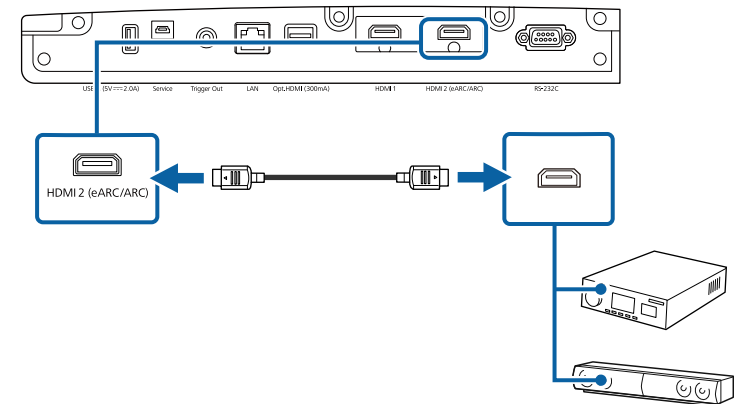 USB (5V⎓2.0A) Service Trigger Out LAN Opt.HDMI (300mA) HDMI 1 HDMI 2 (eARC/ARC) RS-232C
HDMI 2 (eARC/ARC)